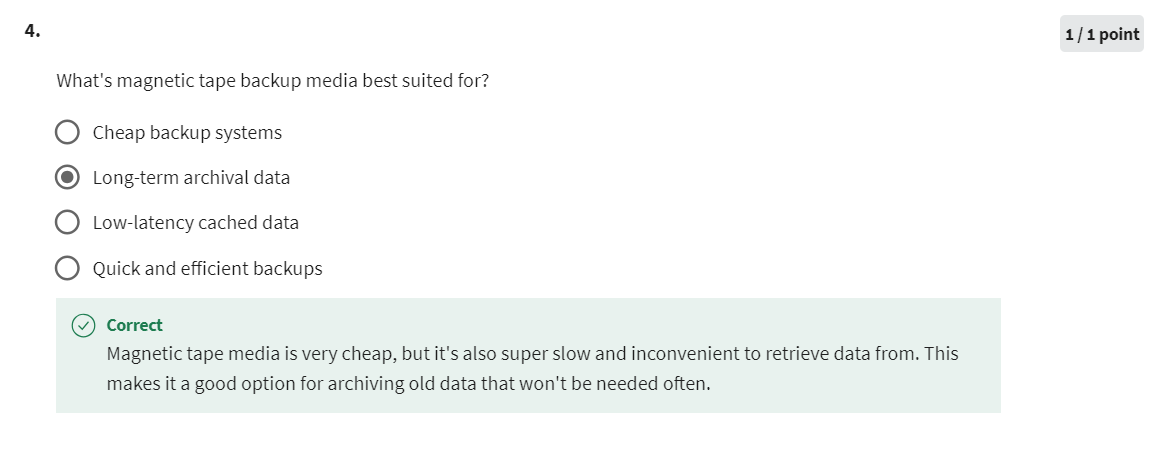 4.
1 / 1 point
What's magnetic tape backup media best suited for?
Cheap backup systems
Long-term archival data
Low-latency cached data
Quick and efficient backups
Correct
Magnetic tape media is very cheap, but it's also super slow and inconvenient to retrieve data from. This
makes it a good option for archiving old data that won't be needed often.